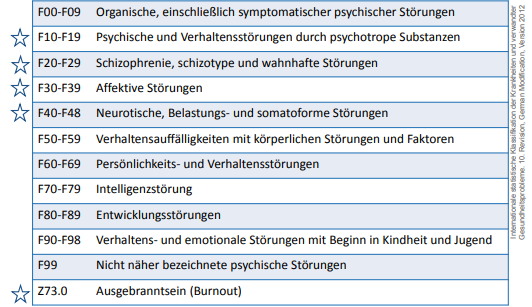 F00-F09 Organische, einschließlich symptomatischer psychischer Störungen
F10-F19 Psychische und Verhaltensstörungen durch psychotrope Substanzen
F20-F29 Schizophrenie, schizotype und wahnhafte Störungen
F30-F39 Affektive Störungen
F40-F48 Neurotische, Belastungs- und somatoforme Störungen
F50-F59 Verhaltensauffälligkeiten mit körperlichen Störungen und Faktoren
F60-F69 Persönlichkeits- und Verhaltensstörungen
F70-F79 Intelligenzstörung
F80-F89 Entwicklungsstörungen
F90-F98 Verhaltens- und emotionale Störungen mit Beginn in Kindheit und Jugend
F99 Nicht näher bezeichnete psychische Störungen
Z73.0 Ausgebranntsein (Burnout)
Internationale statistische Klassifikation der Krankheiten und verwandter
Gesundheitsprobleme, 10. Revision, German Modification, Version 2012